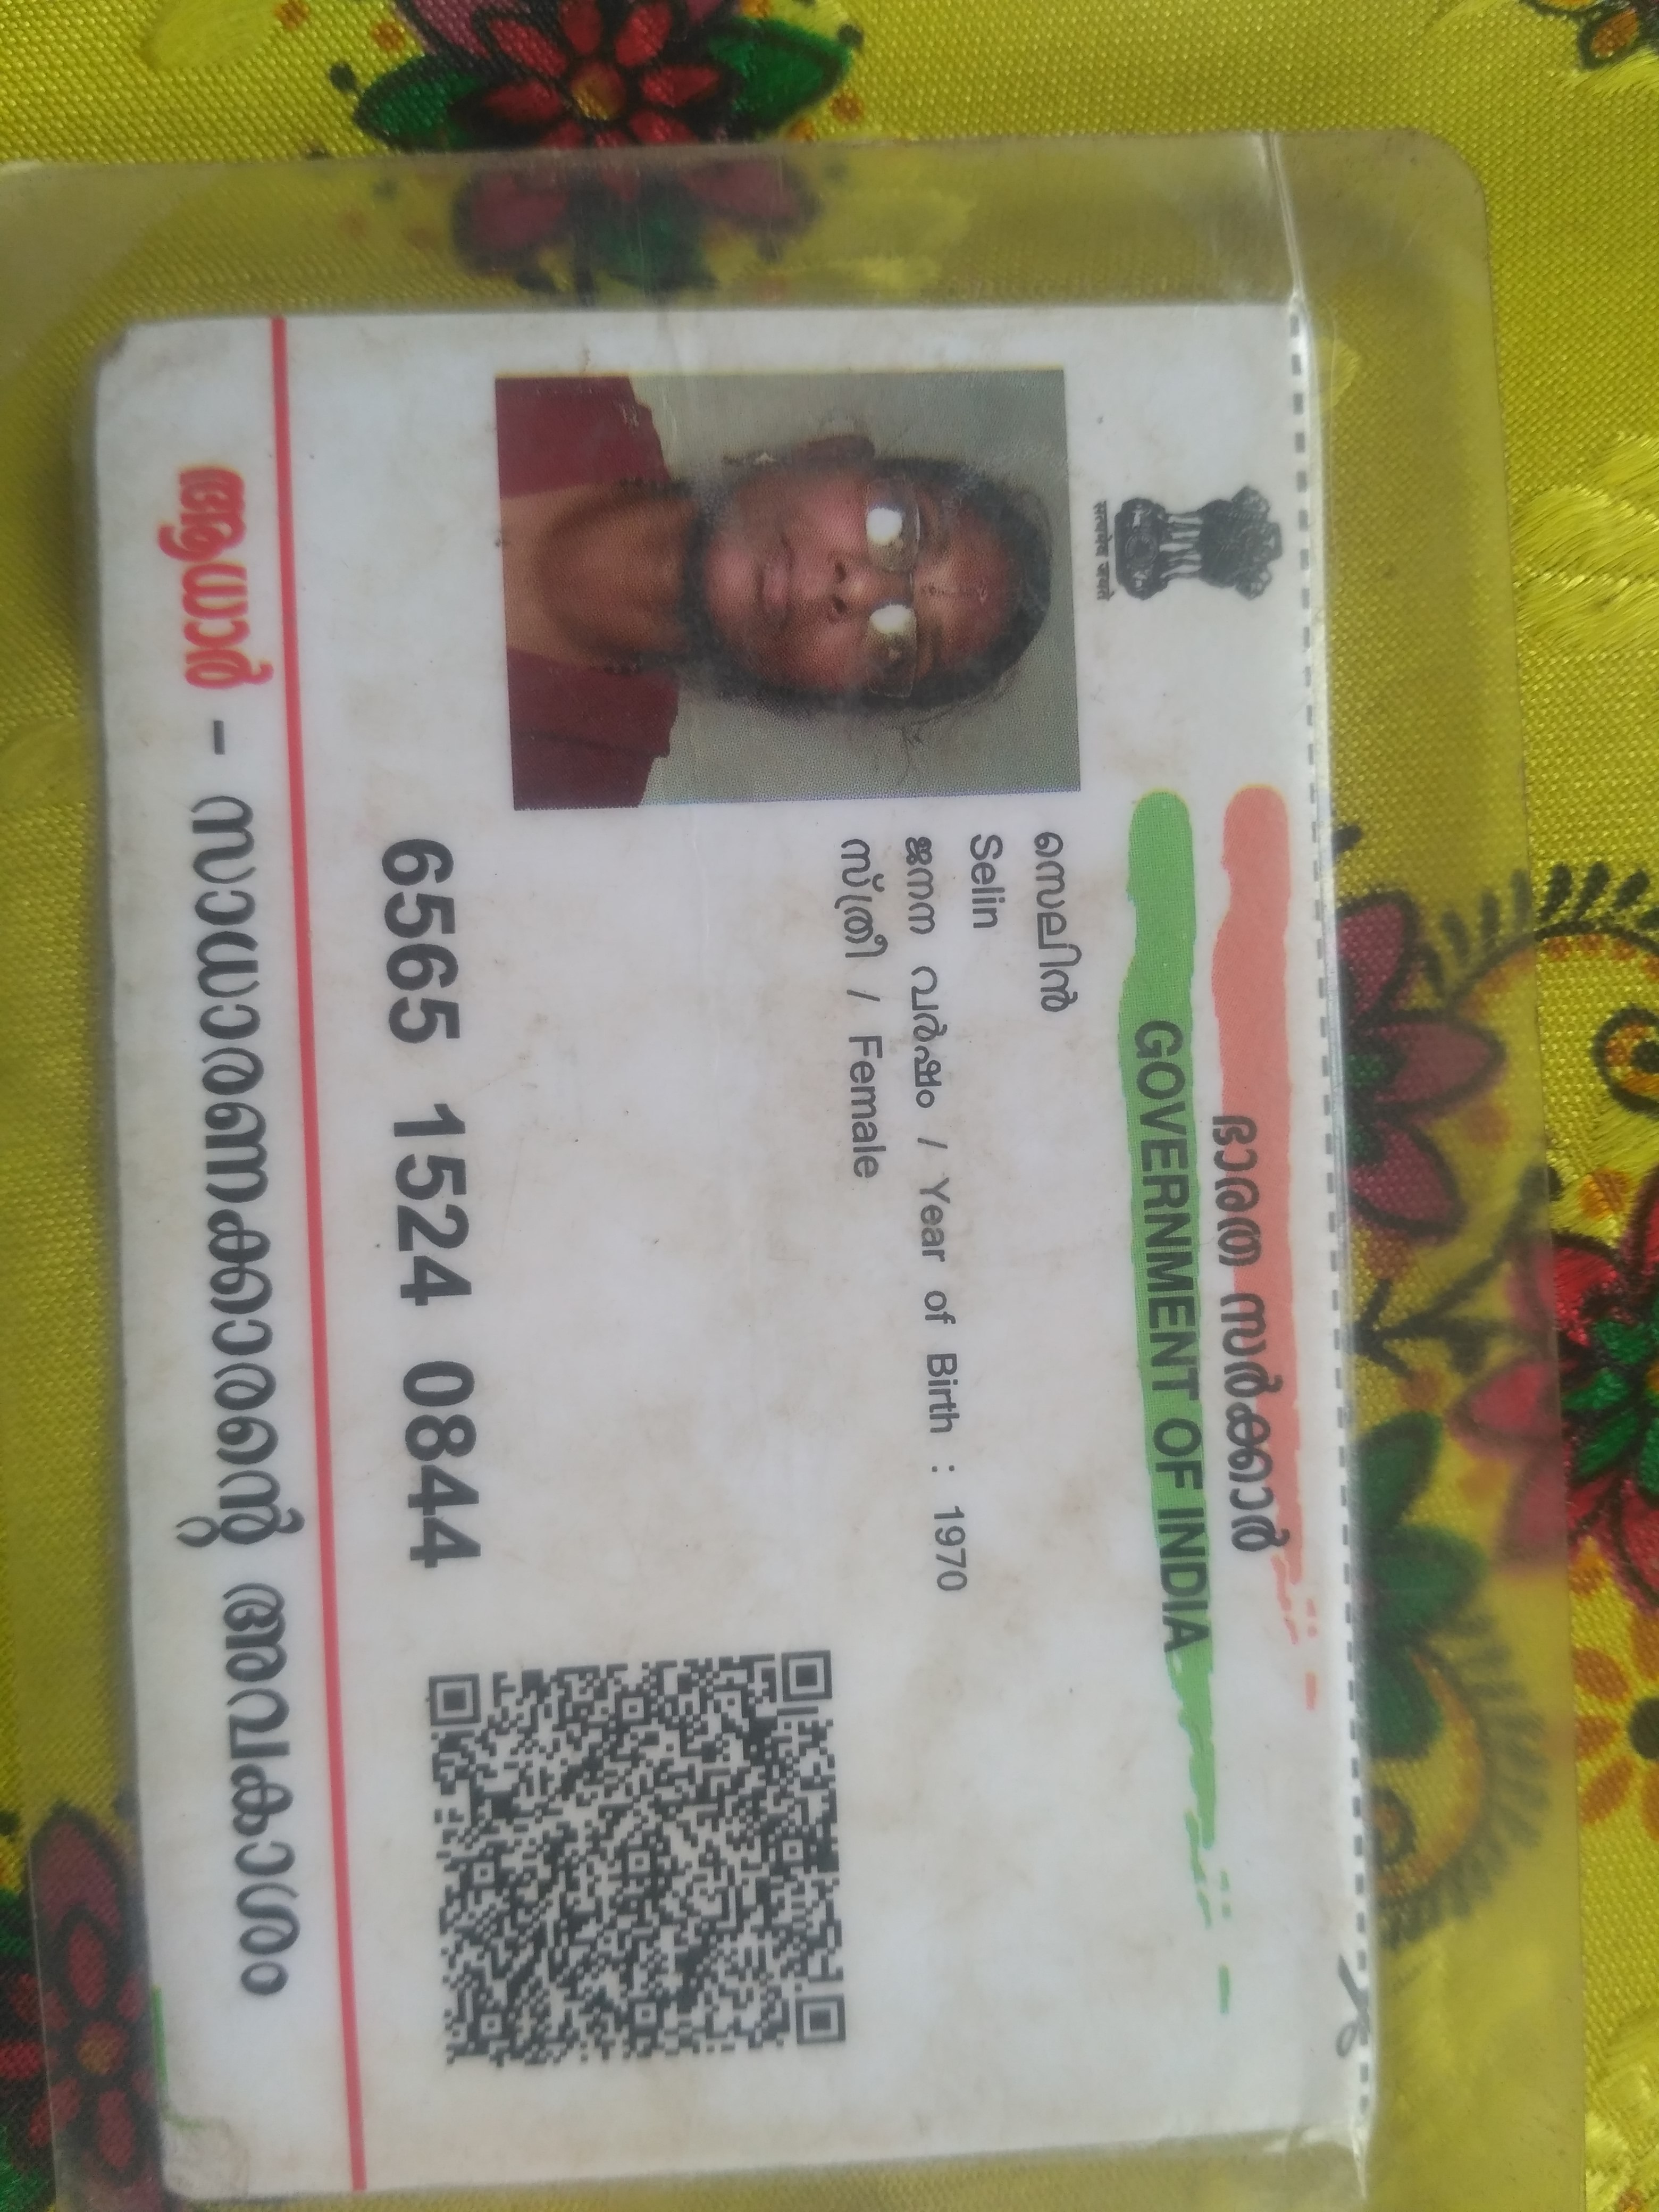 ഭാരത സർക്കാർ
GOVERNMENT OF INDIA
सत्यमेव जयते
സെലിൻ
Selin
ജനന വർഷം / Year of Birth : 1970
സ്ത്രീ / Female
6565 1524 0844
ആധാർ - സാധാരണക്കാരന്റെ അവകാശം